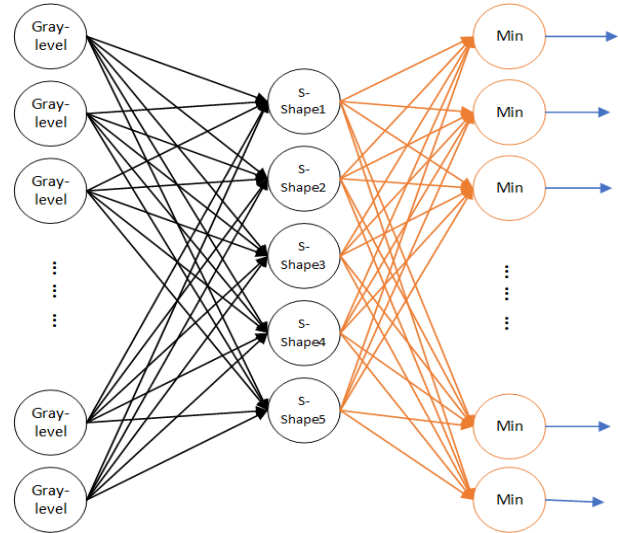 Gray-
level
Gray-
level
Gray-
level
... ... ...
Gray-
level
Gray-
level
S-
Shape1
S-
Shape2
S-
Shape3
S-
Shape4
S-
Shape5
Min
Min
Min
... ... ...
Min
Min